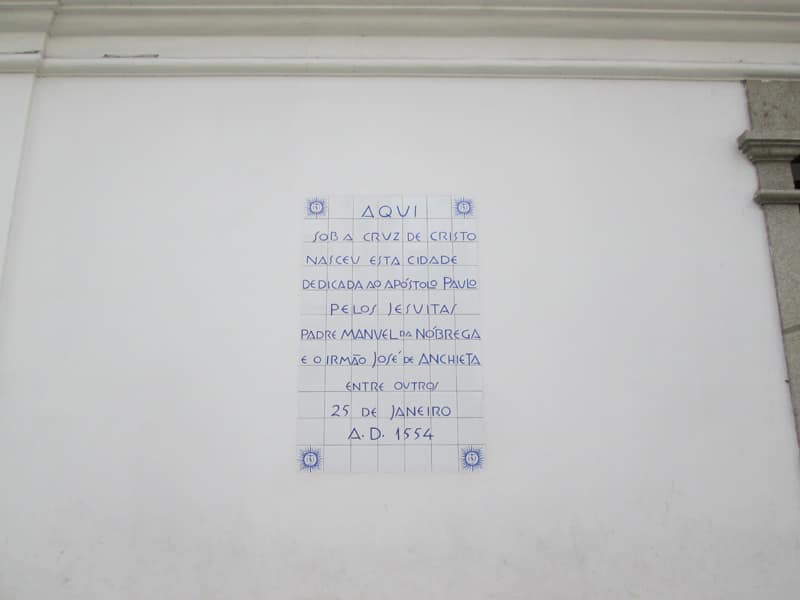 AQUI
SOB A CRUZ DE CRISTO
NASCEU ESTA CIDADE
DEDICADA AO APÓSTOLO PAULO
PELOS JESUITAS
PADRE MANUEL DA NÓBREGA
E O IRMÃO JOSÉ DE ANCHIETA
ENTRE OUTROS
25 DE JANEIRO
A.D. 1554